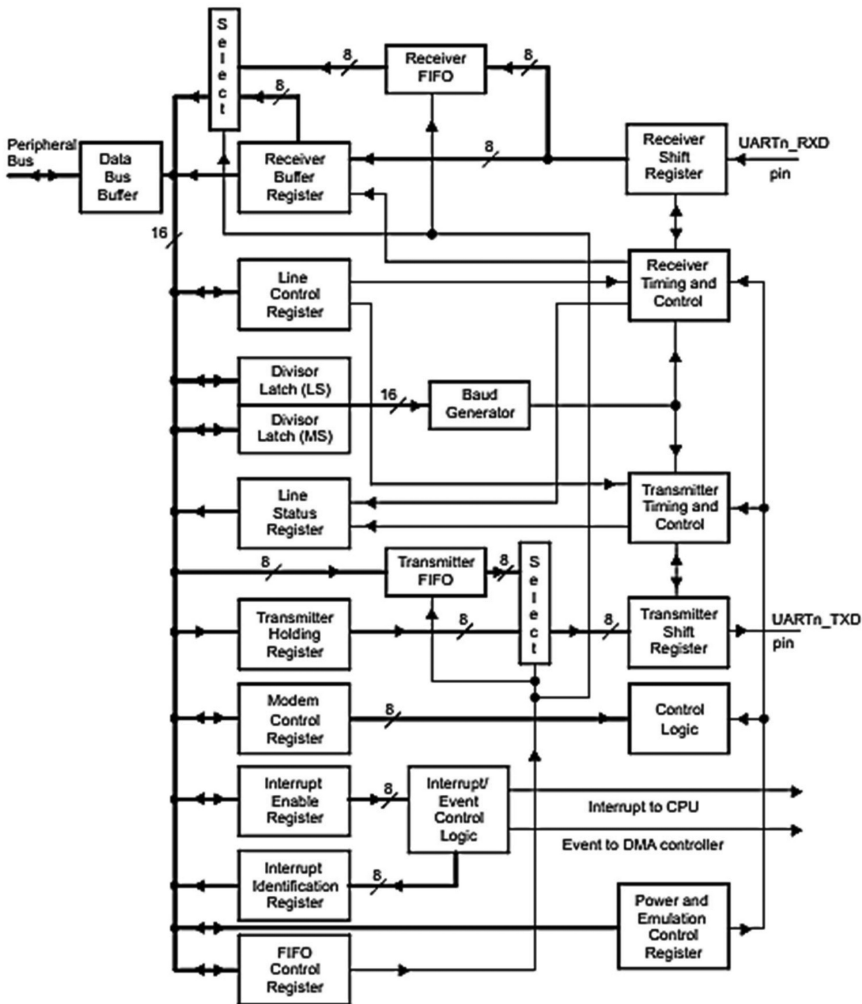 Select
8
Receiver
FIFO
8
8
Peripheral
Bus
Data
Bus
Buffer
Receiver
Buffer
Register
8
Receiver
Shift
Register
UARTn_RXD
pin
16
Line
Control
Register
Receiver
Timing and
Control
Divisor
Latch (LS)
16
Baud
Generator
Divisor
Latch (MS)
Line
Status
Register
Transmitter
Timing and
Control
8
Transmitter
FIFO
8
Select
Transmitter
Holding
Register
8
8
Transmitter
Shift
Register
UARTn_TXD
pin
Modem
Control
Register
8
Control
Logic
Interrupt
Enable
Register
8
Interrupt/
Event
Control
Logic
Interrupt to CPU
Event to DMA controller
Interrupt
Identification
Register
8
Power and
Emulation
Control
Register
FIFO
Control
Register